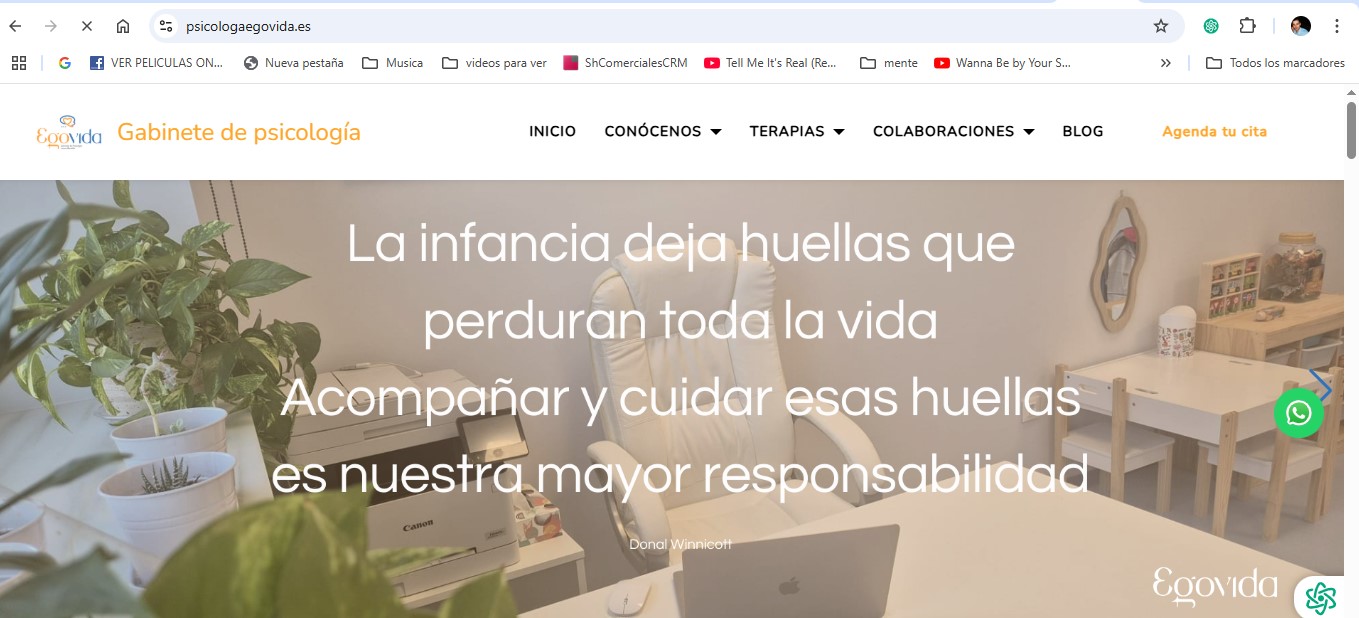 psicologaegovida.es
VER PELICULAS ON...
Nueva pestaña
Musica
videos para ver
ShComercialesCRM
Tell Me It's Real (Re...
mente
Wanna Be by Your S...
Todos los marcadores
Egovida
Gabinete de psicología
INICIO
CONÓCENOS
TERAPIAS
COLABORACIONES
BLOG
Agenda tu cita
La infancia deja huellas que
perduran toda la vida
Acompañar y cuidar esas huellas
es nuestra mayor responsabilidad
Canon
Donal Winnicott
Egovida